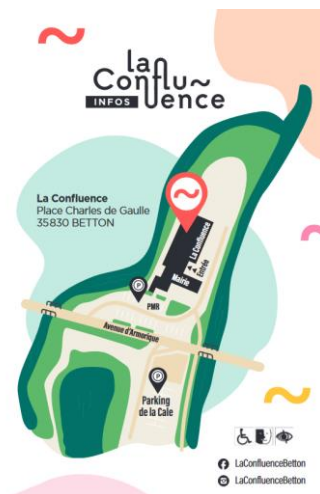 la
Conflu~
INFOS
ence
La Confluence
Place Charles de Gaulle
35830 BETTON
La Confluence
Entrée
Mairie
P
PMR
Avenue d'Armorique
P
Parking
de la Cale
LaConfluenceBetton
LaConfluenceBetton